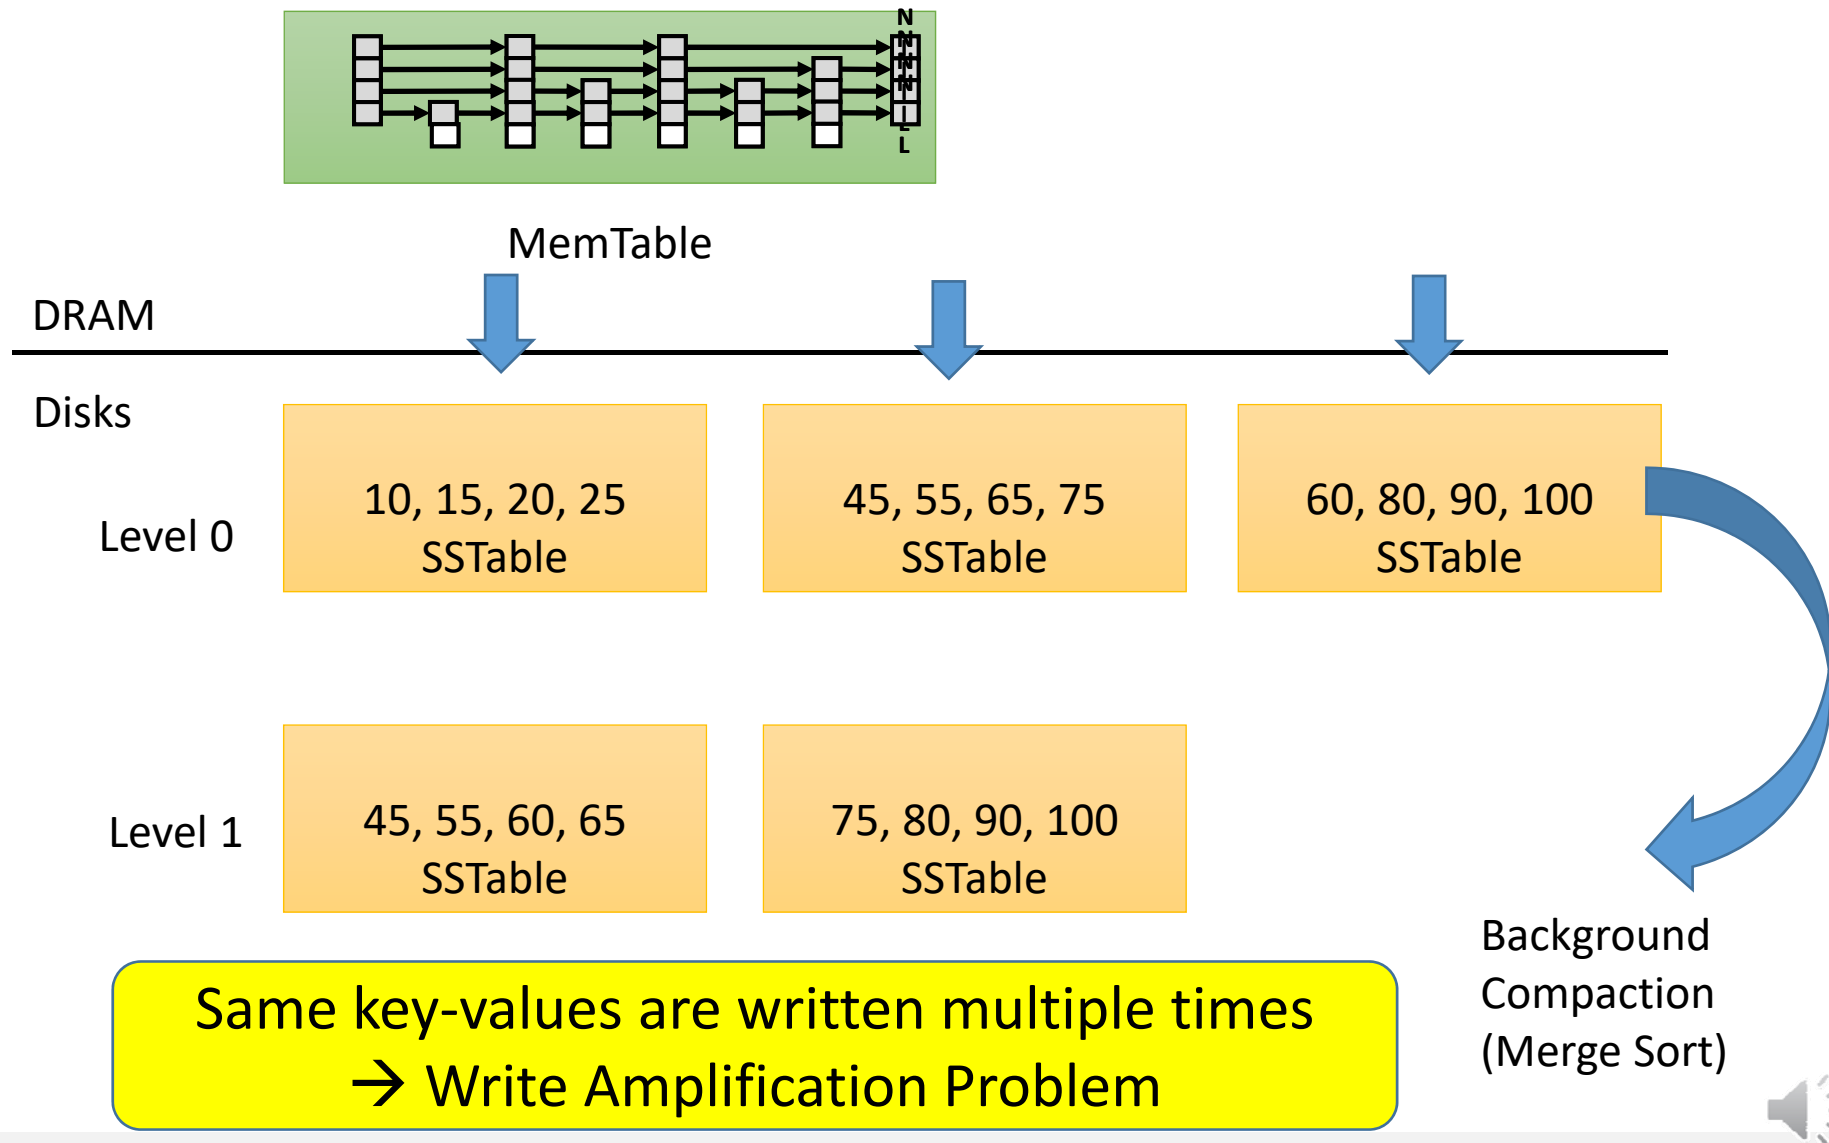 MemTable
DRAM
Disks
Level 0
10, 15, 20, 25
SSTable
45, 55, 65, 75
SSTable
60, 80, 90, 100
SSTable
Level 1
45, 55, 60, 65
SSTable
75, 80, 90, 100
SSTable
Background
Compaction
(Merge Sort)
Same key-values are written multiple times
→ Write Amplification Problem